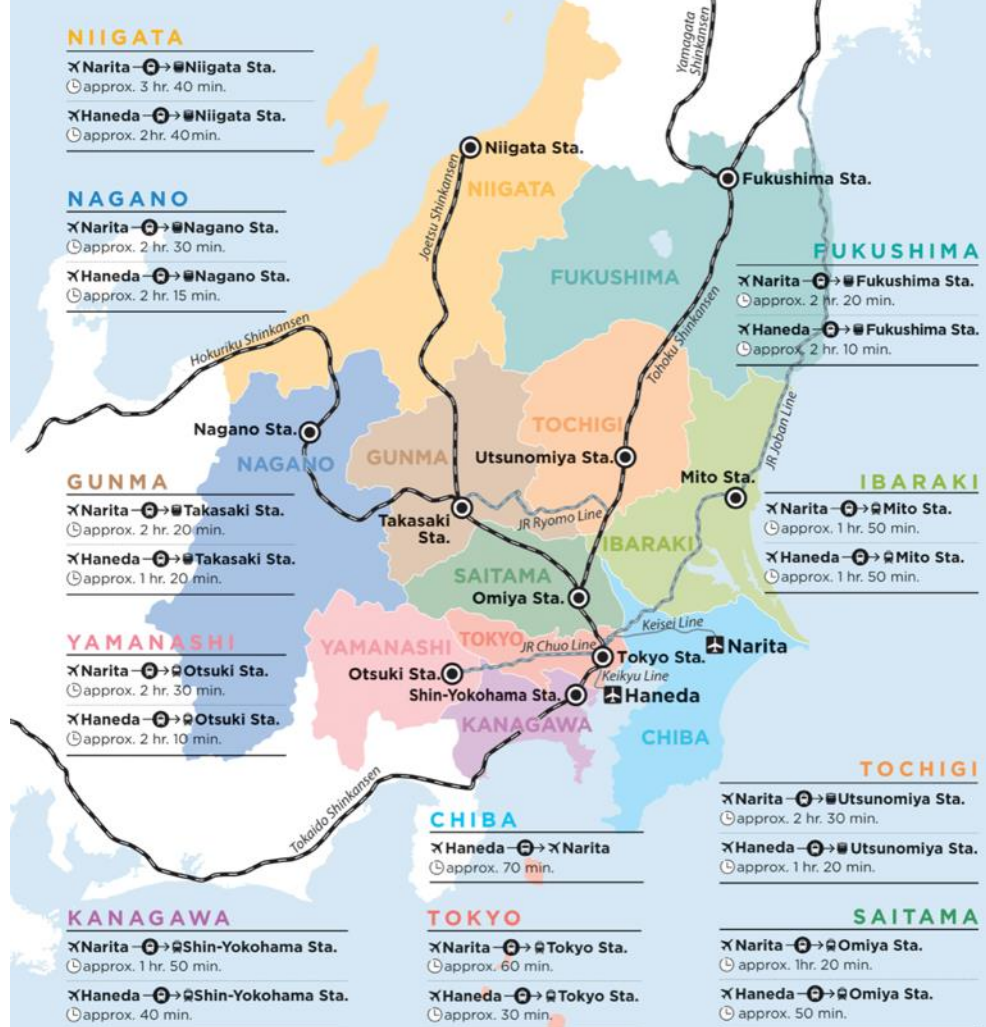 NIIGATA
Narita → Niigata Sta.
approx. 3 hr. 40 min.
Haneda → Niigata Sta.
approx. 2hr. 40min.
NAGANO
Narita → Nagano Sta.
approx. 2 hr. 30 min.
Haneda → Nagano Sta.
approx. 2 hr. 15 min.
GUNMA
Narita → Takasaki Sta.
approx. 2 hr. 20 min.
Haneda → Takasaki Sta.
approx. 1 hr. 20 min.
YAMANASHI
Narita → Otsuki Sta.
approx. 2 hr. 30 min.
Haneda → Otsuki Sta.
approx. 2 hr. 10 min.
Yamagata
Shinkansen
Niigata Sta.
NIIGATA
Joetsu Shinkansen
Fukushima Sta.
FUKUSHIMA
Tohoku Shinkansen
Hokuriku Shinkansen
Nagano Sta.
NAGANO
GUNMA
TOCHIGI
Utsunomiya Sta.
Mito Sta.
JR Joban Line
Takasaki
Sta.
JR Ryomo Line
IBARAKI
SAITAMA
Omiya Sta.
Keisei Line
Narita
YAMANASHI
TOKYO
JR Chuo Line
Tokyo Sta.
Otsuki Sta.
Keikyu Line
Shin-Yokohama Sta.
Haneda
KANAGAWA
CHIBA
Tokaido Shinkansen
FUKUSHIMA
Narita → Fukushima Sta.
approx. 2 hr. 20 min.
Haneda → Fukushima Sta.
approx. 2 hr. 10 min.
IBARAKI
Narita → Mito Sta.
approx. 1 hr. 50 min.
Haneda → Mito Sta.
approx. 1 hr. 50 min.
TOCHIGI
Narita → Utsunomiya Sta.
approx. 2 hr. 30 min.
Haneda → Utsunomiya Sta.
approx. 1 hr. 20 min.
CHIBA
Haneda → Narita
approx. 70 min.
KANAGAWA
Narita → Shin-Yokohama Sta.
approx. 1 hr. 50 min.
Haneda → Shin-Yokohama Sta.
approx. 40 min.
TOKYO
Narita → Tokyo Sta.
approx. 60 min.
Haneda → Tokyo Sta.
approx. 30 min.
SAITAMA
Narita → Omiya Sta.
approx. 1hr. 20 min.
Haneda → Omiya Sta.
approx. 50 min.